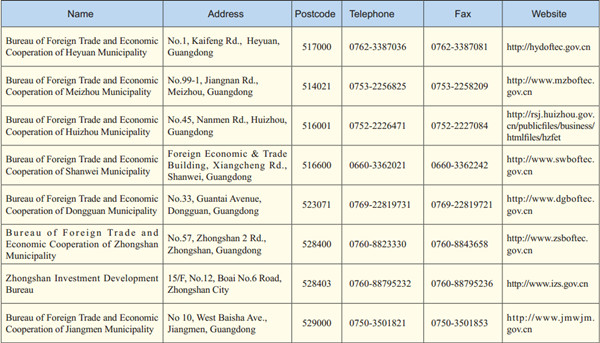 Name Address Postcode Telephone Fax Website
Bureau of Foreign Trade and Economic
Cooperation of Heyuan Municipality
No.1, Kaifeng Rd., Heyuan,
Guangdong
517000
0762-3387036
0762-3387081
http://hydoftec.gov.cn
Bureau of Foreign Trade and Economic
Cooperation of Meizhou Municipality
No.99-1, Jiangnan Rd.,
Meizhou, Guangdong
514021
0753-2256825
0753-2258209
http://www.mzboftec.
gov.cn
Bureau of Foreign Trade and Economic
Cooperation of Huizhou Municipality
No.45, Nanmen Rd., Huizhou,
Guangdong
516001
0752-2226471
0752-2227084
http://rsj.huizhou.gov.
cn/publicfiles/business/
htmlfiles/hzfet
Bureau of Foreign Trade and Economic
Cooperation of Shanwei Municipality
Foreign Economic & Trade
Building, Xiangcheng Rd.,
Shanwei, Guangdong
516600
0660-3362021
0660-3362242
http://www.swboftec.
gov.cn
Bureau of Foreign Trade and Economic
Cooperation of Dongguan Municipality
No.33, Guantai Avenue,
Dongguan, Guangdong
523071
0769-22819731
0769-22819721
http://www.dgboftec.
gov.cn
Bureau of Foreign Trade and
Economic Cooperation of Zhongshan
Municipality
No.57, Zhongshan 2 Rd.,
Zhongshan, Guangdong
528400
0760-8823330
0760-8843658
http://www.zsboftec.
gov.cn
Zhongshan Investment Development
Bureau
15/F, No.12, Boai No.6 Road,
Zhongshan City
528403
0760-88795232
0760-88795236
http://www.izs.gov.cn
Bureau of Foreign Trade and Economic
Cooperation of Jiangmen Municipality
No 10, West Baisha Ave.,
Jiangmen, Guangdong
529000
0750-3501821
0750-3501853
http://www.jmwjm.
gov.cn